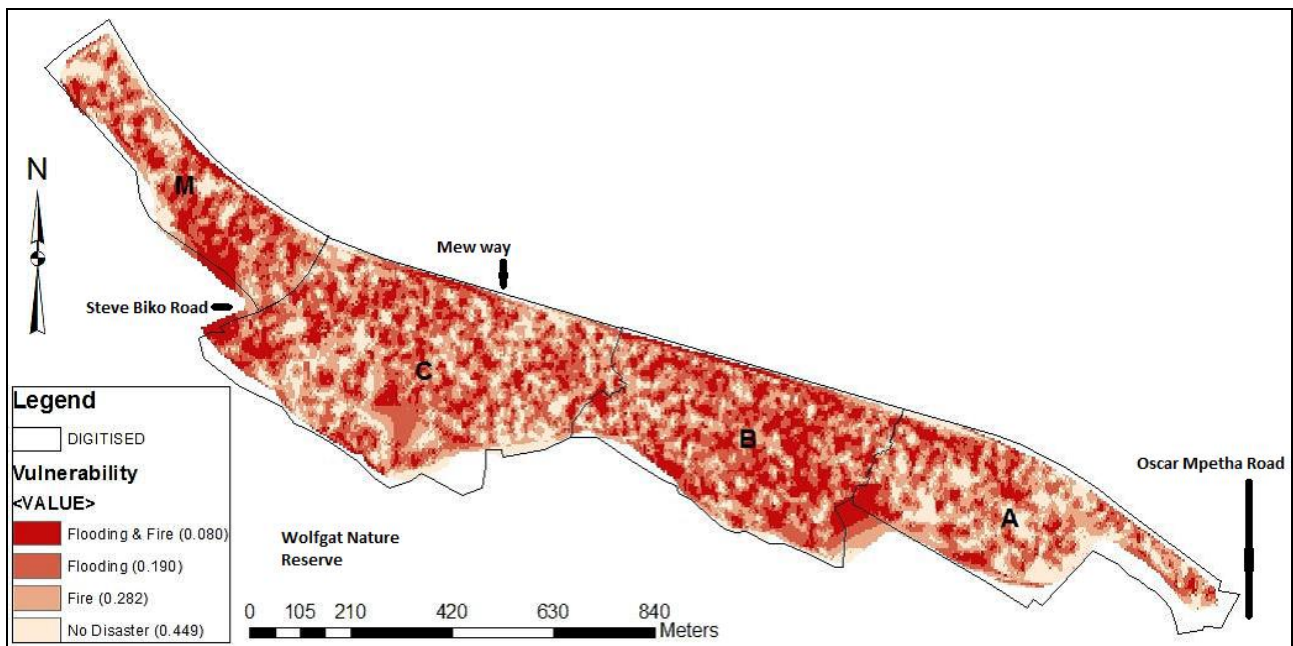 N
M
Mew way
Steve Biko Road
C
B
Oscar Mpetha Road
A
Legend
DIGITISED
Vulnerability
<VALUE>
Flooding & Fire (0.080)
Flooding (0.190)
Fire (0.282)
No Disaster (0.449)
Wolfgat Nature
Reserve
0 105 210 420 630 840
Meters